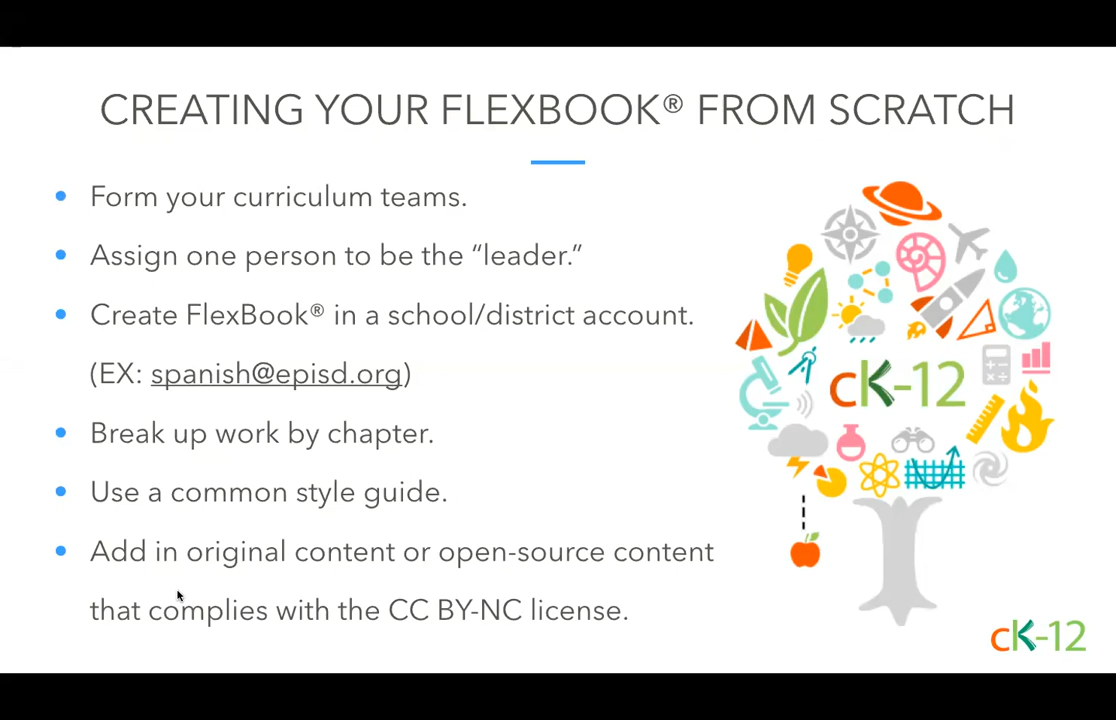 CREATING YOUR FLEXBOOK® FROM SCRATCH
• Form your curriculum teams.
• Assign one person to be the “leader.”
• Create FlexBook® in a school/district account.
(EX: spanish@episd.org)
• Break up work by chapter.
• Use a common style guide.
• Add in original content or open-source content
that complies with the CC BY-NC license.
cK-12
cK-12